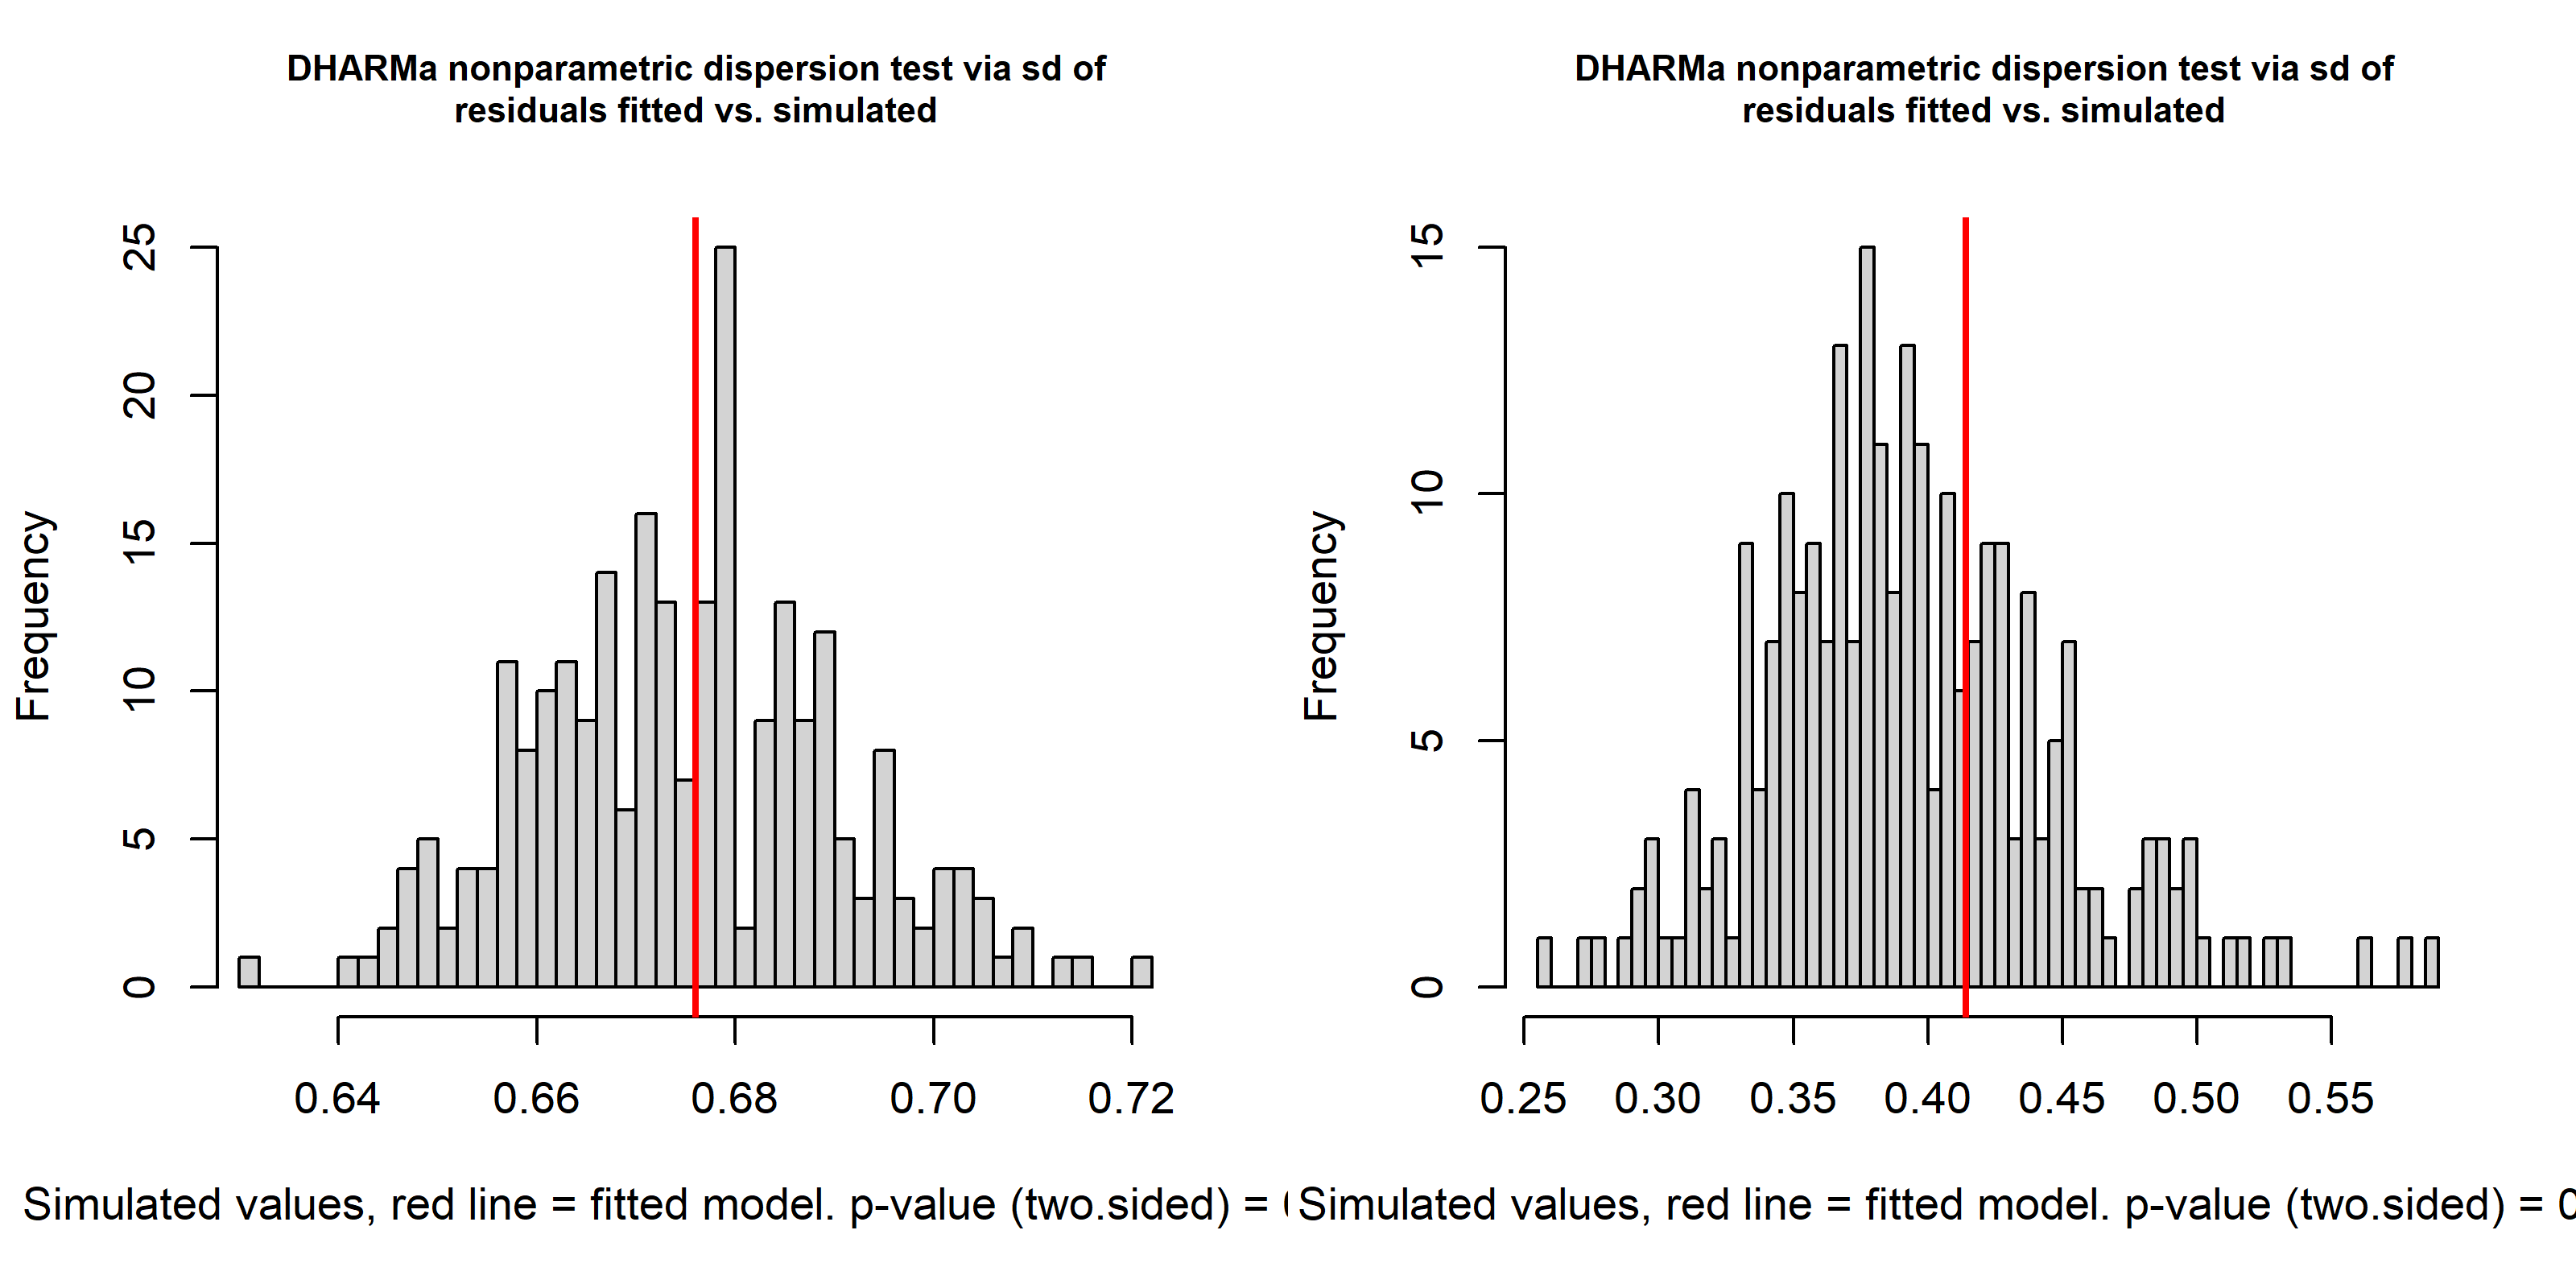 DHARMa nonparametric dispersion test via sd of
residuals fitted vs. simulated
Frequency
25
20
15
10
5
0
0.64 0.66 0.68 0.70 0.72
Simulated values, red line = fitted model. p-value (two.sided) =
DHARMa nonparametric dispersion test via sd of
residuals fitted vs. simulated
Frequency
15
10
5
0
0.25 0.30 0.35 0.40 0.45 0.50 0.55
Simulated values, red line = fitted model. p-value (two.sided) = 0